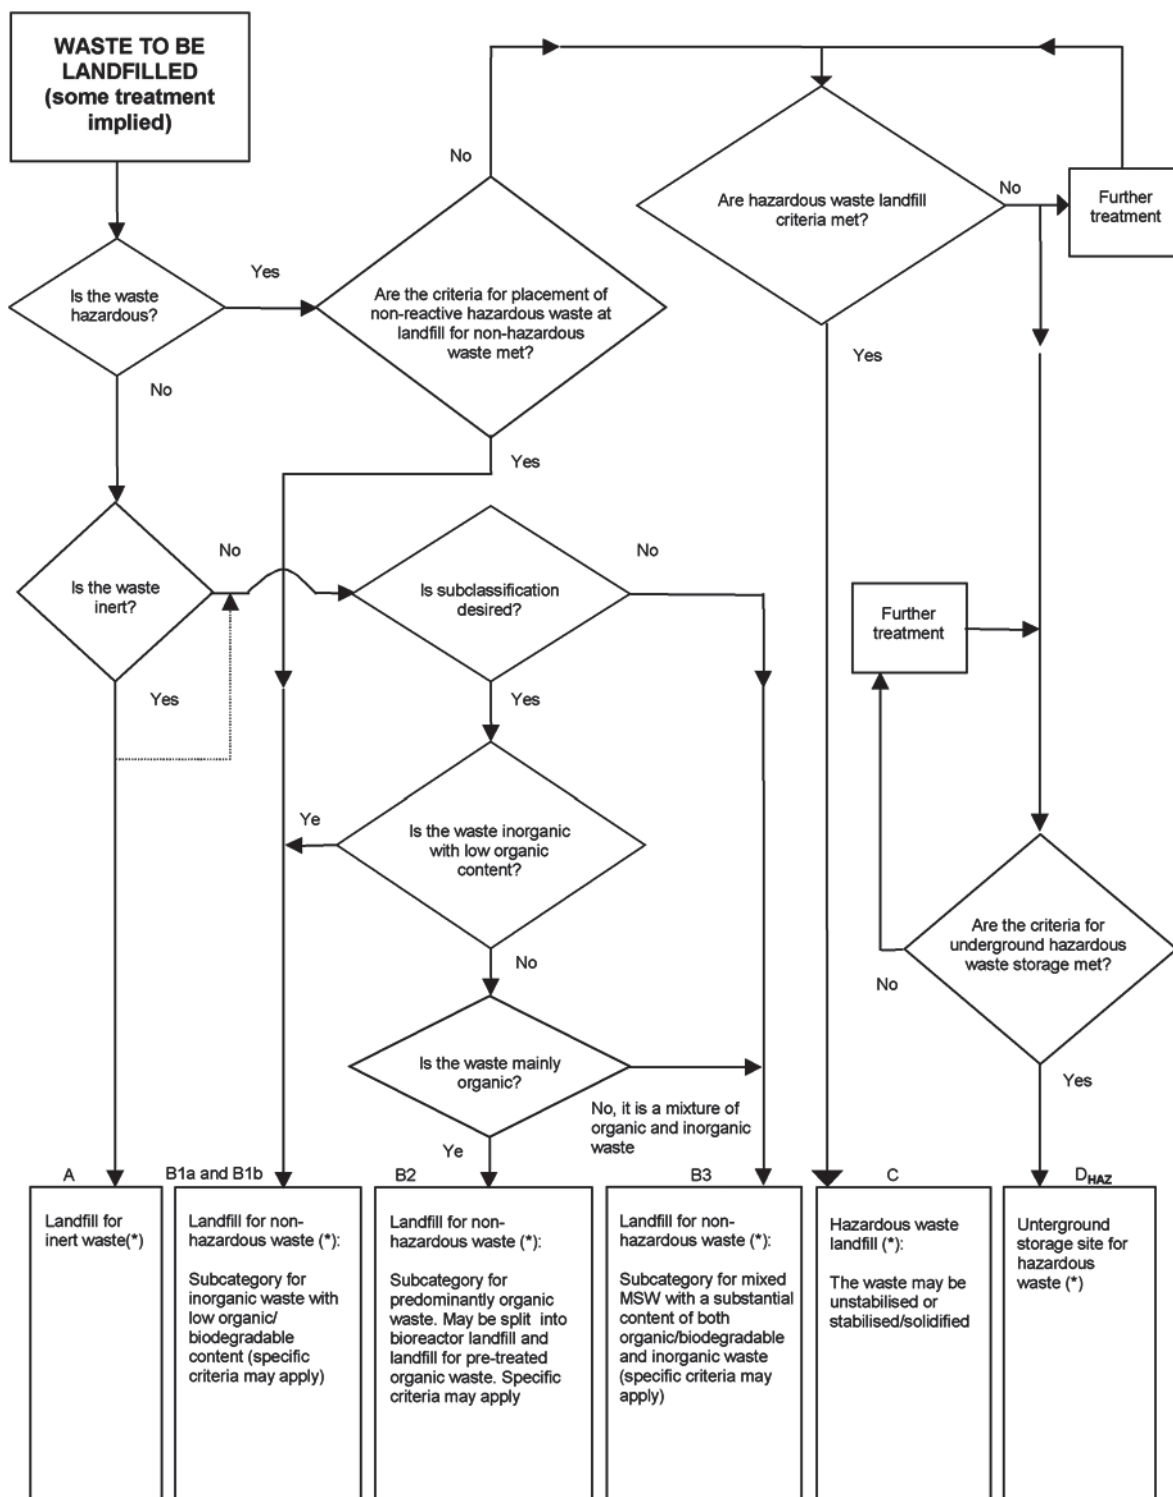 WASTE TO BE
LANDFILLED
(some treatment
implied)
No
Are hazardous waste landfill
criteria met?
No
Further
treatment
Is the waste
hazardous?
Yes
Are the criteria for placement of
non-reactive hazardous waste at
landfill for non-hazardous
waste met?
Yes
No
Yes
Is the waste
inert?
No
Is subclassification
desired?
No
Further
treatment
Yes
Yes
Ye
Is the waste inorganic
with low organic
content?
Are the criteria for
underground hazardous
waste storage met?
No
No
Is the waste mainly
organic?
Yes
No, it is a mixture of
organic and inorganic
waste
Ye
A
B1a and B1b
B2
B3
C
DHAZ
Landfill for
inert waste(*)
Landfill for non-
hazardous waste (*):
Subcategory for
inorganic waste with
low organic/
biodegradable
content (specific
criteria may apply)
Landfill for non-
hazardous waste (*):
Subcategory for
predominantly organic
waste. May be split into
bioreactor landfill and
landfill for pre-treated
organic waste. Specific
criteria may apply
Landfill for non-
hazardous waste (*):
Subcategory for mixed
MSW with a substantial
content of both
organic/biodegradable
and inorganic waste
(specific criteria may
apply)
Hazardous waste
landfill (*):
The waste may be
unstabilised or
stabilised/solidified
Unterground
storage site for
hazardous
waste (*)